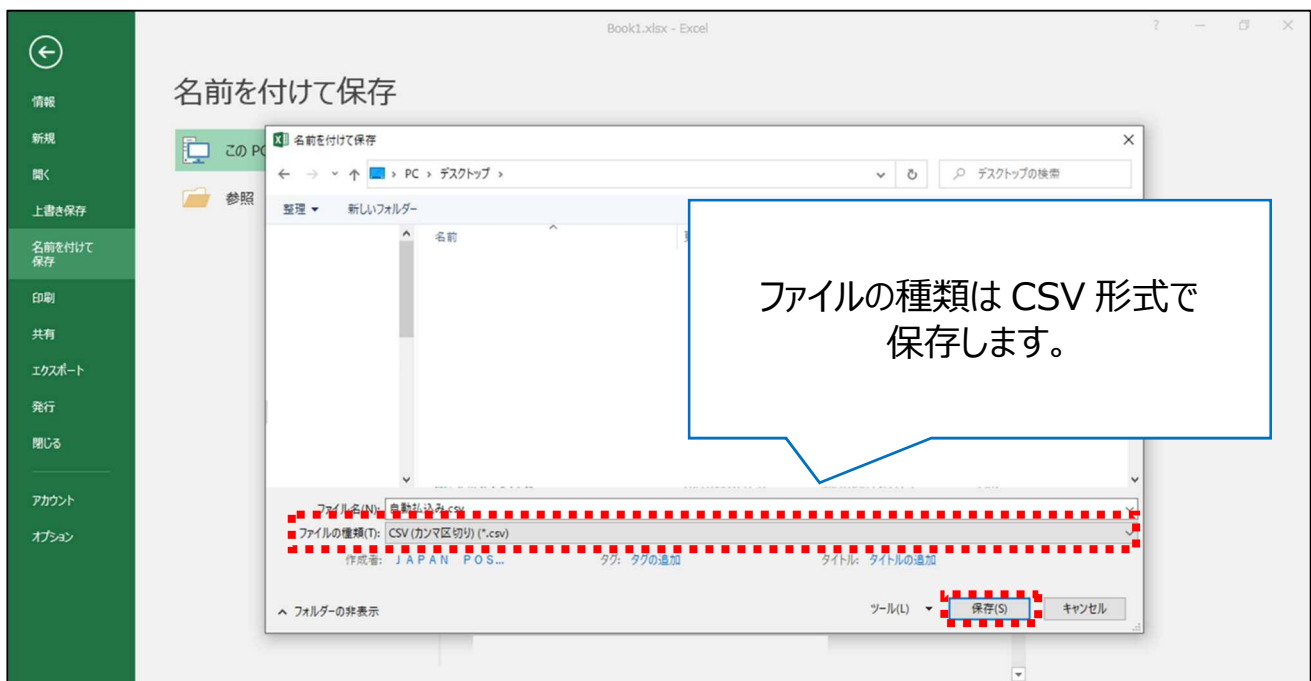 Book1.xlsx - Excel
情報
新規
開く
上書き保存
名前を付けて
保存
印刷
共有
エクスポート
発行
閉じる
アカウント
オプション
名前を付けて保存
この PC
参照
名前を付けて保存
PC › デスクトップ ›
デスクトップの検索
整理
新しいフォルダー
名前
ファイルの種類は CSV 形式で
保存します。
ファイル名(N): 自動払込み.csv
ファイルの種類(T): CSV (カンマ区切り) (*.csv)
作成者: ＪＡＰＡＮ　ＰＯＳ... タグ: タグの追加 タイトル: タイトルの追加
フォルダーの非表示
ツール(L) 保存(S) キャンセル